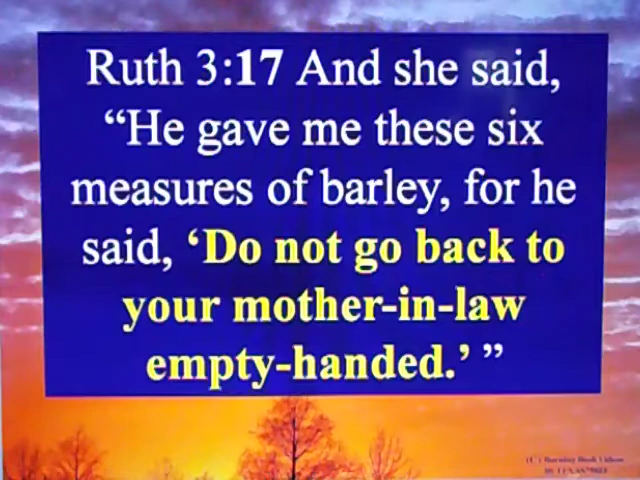 Ruth 3:17 And she said,
“He gave me these six
measures of barley, for he
said, ‘Do not go back to
your mother-in-law
empty-handed.’ ”